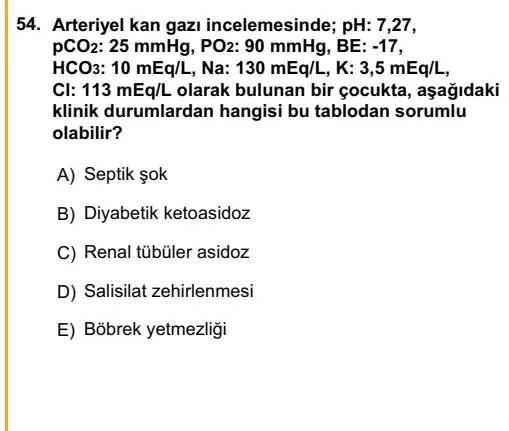 54. Arteriyel kan gazı incelemesinde; pH: 7,27,
pCO2: 25 mmHg, PO2: 90 mmHg, BE: -17,
HCO3: 10 mEq/L, Na: 130 mEq/L, K: 3,5 mEq/L,
Cl: 113 mEq/L olarak bulunan bir çocukta, aşağıdaki
klinik durumlardan hangisi bu tablodan sorumlu
olabilir?
A) Septik şok
B) Diyabetik ketoasidoz
C) Renal tübüler asidoz
D) Salisilat zehirlenmesi
E) Böbrek yetmezliği